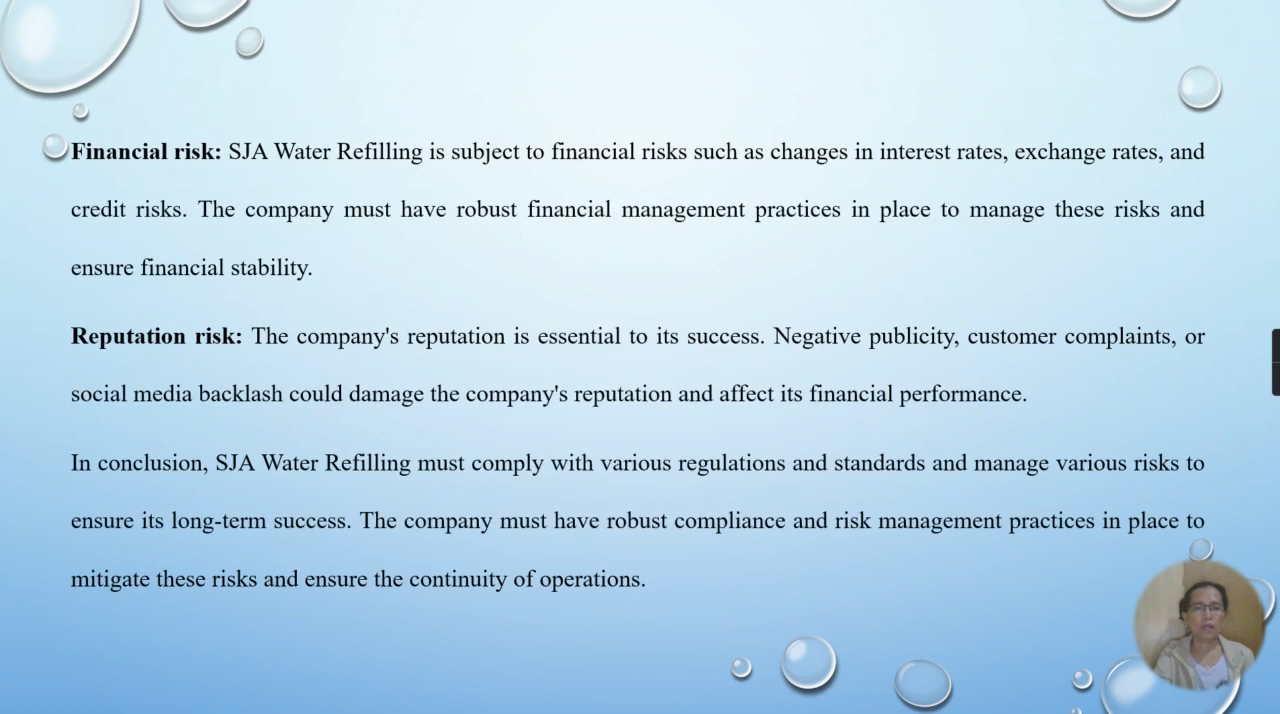 Financial risk: SJA Water Refilling is subject to financial risks such as changes in interest rates, exchange rates, and
credit risks. The company must have robust financial management practices in place to manage these risks and
ensure financial stability.
Reputation risk: The company's reputation is essential to its success. Negative publicity, customer complaints, or
social media backlash could damage the company's reputation and affect its financial performance.
In conclusion, SJA Water Refilling must comply with various regulations and standards and manage various risks to
ensure its long-term success. The company must have robust compliance and risk management practices in place to
mitigate these risks and ensure the continuity of operations.